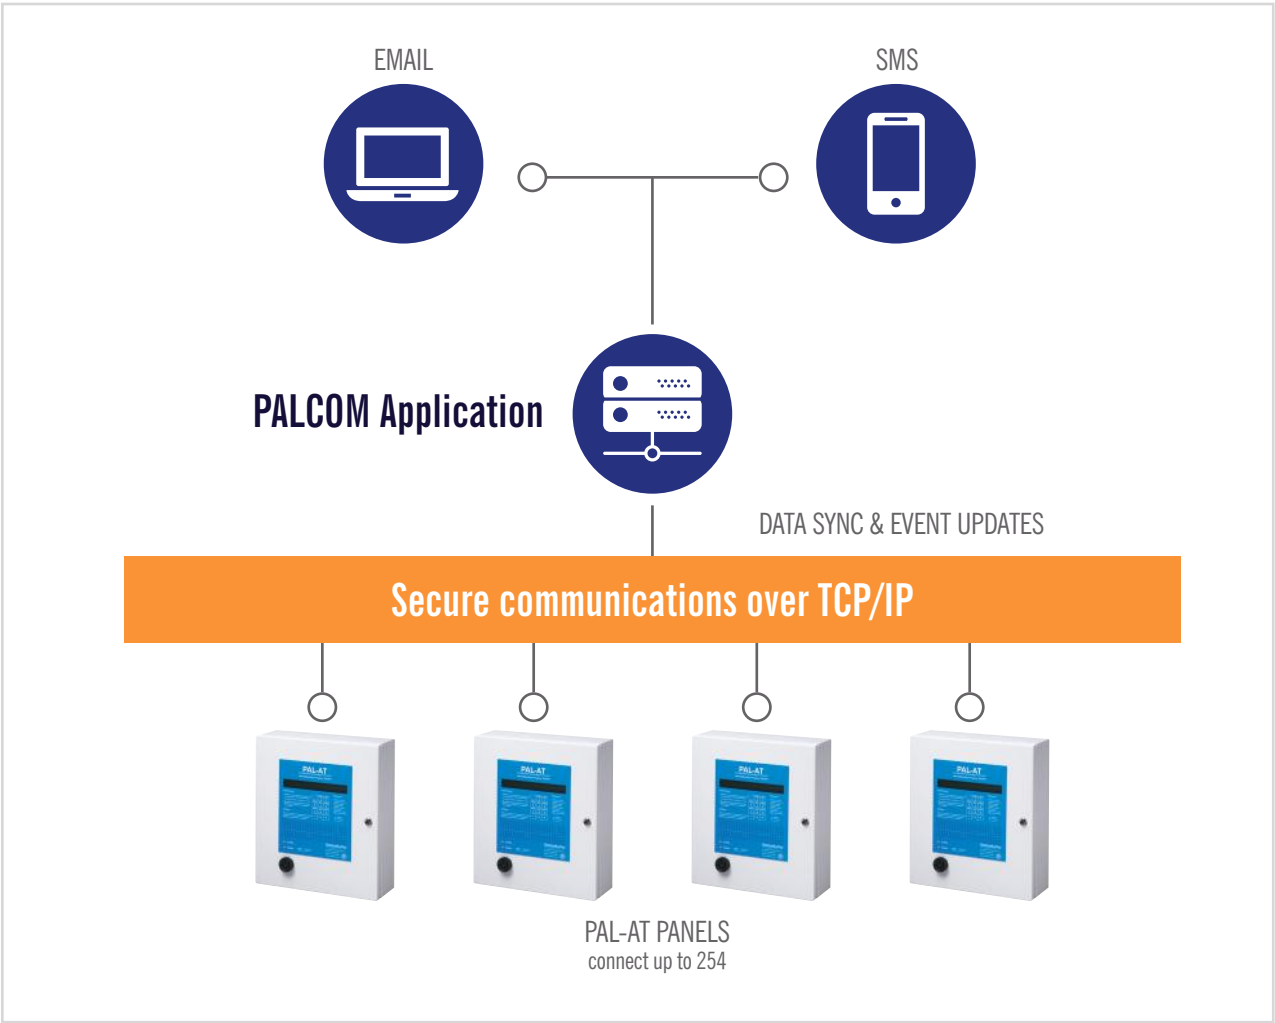 EMAIL
SMS
PALCOM Application
DATA SYNC & EVENT UPDATES
Secure communications over TCP/IP
PAL-AT
PAL-AT
PAL-AT
PAL-AT
PAL-AT PANELS
connect up to 254